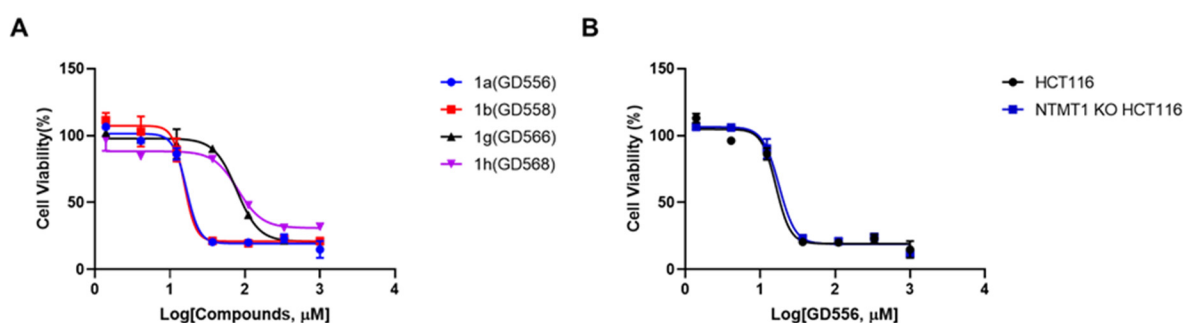 A
150
100
50
0
Cell Viability(%)
0 1 2 3 4
Log[Compounds, μM]
1a(GD556)
1b(GD558)
1g(GD566)
1h(GD568)
B
150
100
50
0
Cell Viability (%)
0 1 2 3 4
Log[GD556, μM]
HCT116
NTMT1 KO HCT116